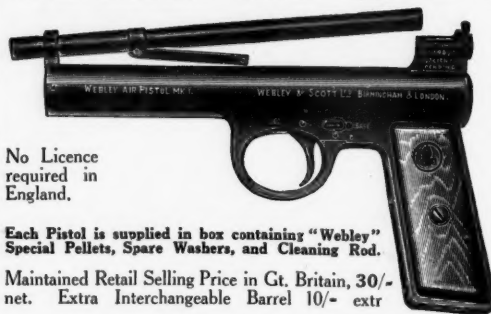 WEBLEY AIR PISTOL MK.I.
WEBLEY & SCOTT LTD BIRMINGHAM & LONDON.
SAFE
No Licence
required in
England.
Each Pistol is supplied in box containing "Webley"
Special Pellets, Spare Washers, and Cleaning Rod.
Maintained Retail Selling Price in Gt. Britain, 30/-
net. Extra Interchangeable Barrel 10/- extr